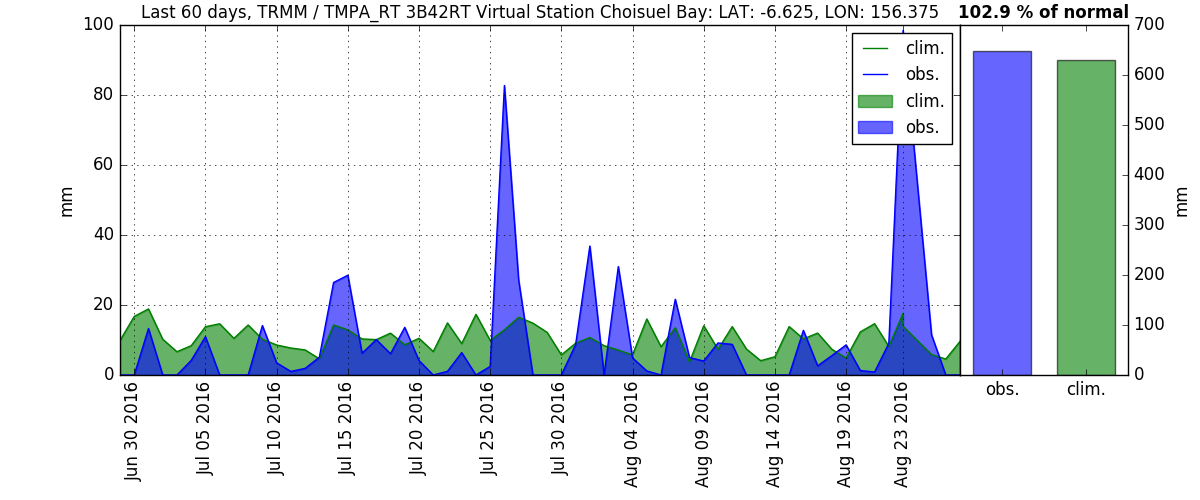 Last 60 days, TRMM / TMPA_RT 3B42RT Virtual Station Choisuel Bay: LAT: -6.625, LON: 156.375
102.9 % of normal
mm
100
80
60
40
20
0
Jun 30 2016
Jul 05 2016
Jul 10 2016
Jul 15 2016
Jul 20 2016
Jul 25 2016
Jul 30 2016
Aug 04 2016
Aug 09 2016
Aug 14 2016
Aug 19 2016
Aug 23 2016
clim.
obs.
clim.
obs.
obs.
clim.
700
600
500
400
300
200
100
0
mm